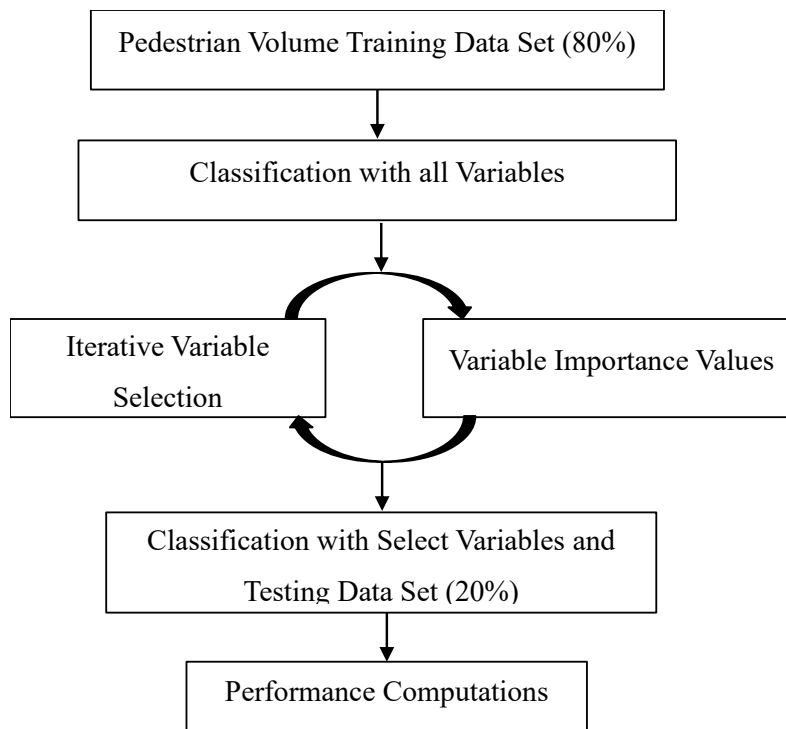 Pedestrian Volume Training Data Set (80%)
Classification with all Variables
Iterative Variable
Selection
Variable Importance Values
Classification with Select Variables and
Testing Data Set (20%)
Performance Computations